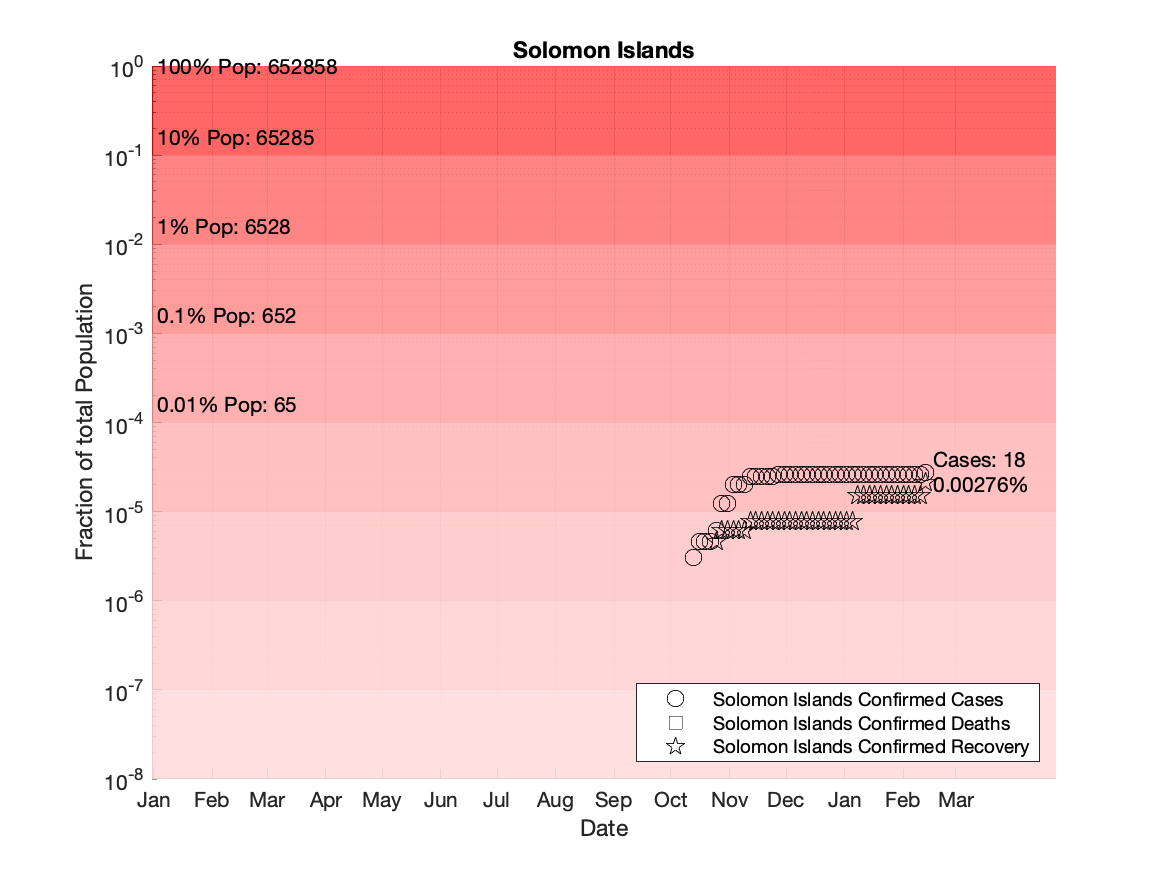 Solomon Islands
10^0
100% Pop: 652858
10% Pop: 65285
10^-1
1% Pop: 6528
10^-2
0.1% Pop: 652
10^-3
0.01% Pop: 65
10^-4
Cases: 18
0.00276%
10^-5
10^-6
10^-7
10^-8
Fraction of total Population
Solomon Islands Confirmed Cases
Solomon Islands Confirmed Deaths
Solomon Islands Confirmed Recovery
Jan Feb Mar Apr May Jun Jul Aug Sep Oct Nov Dec Jan Feb Mar
Date